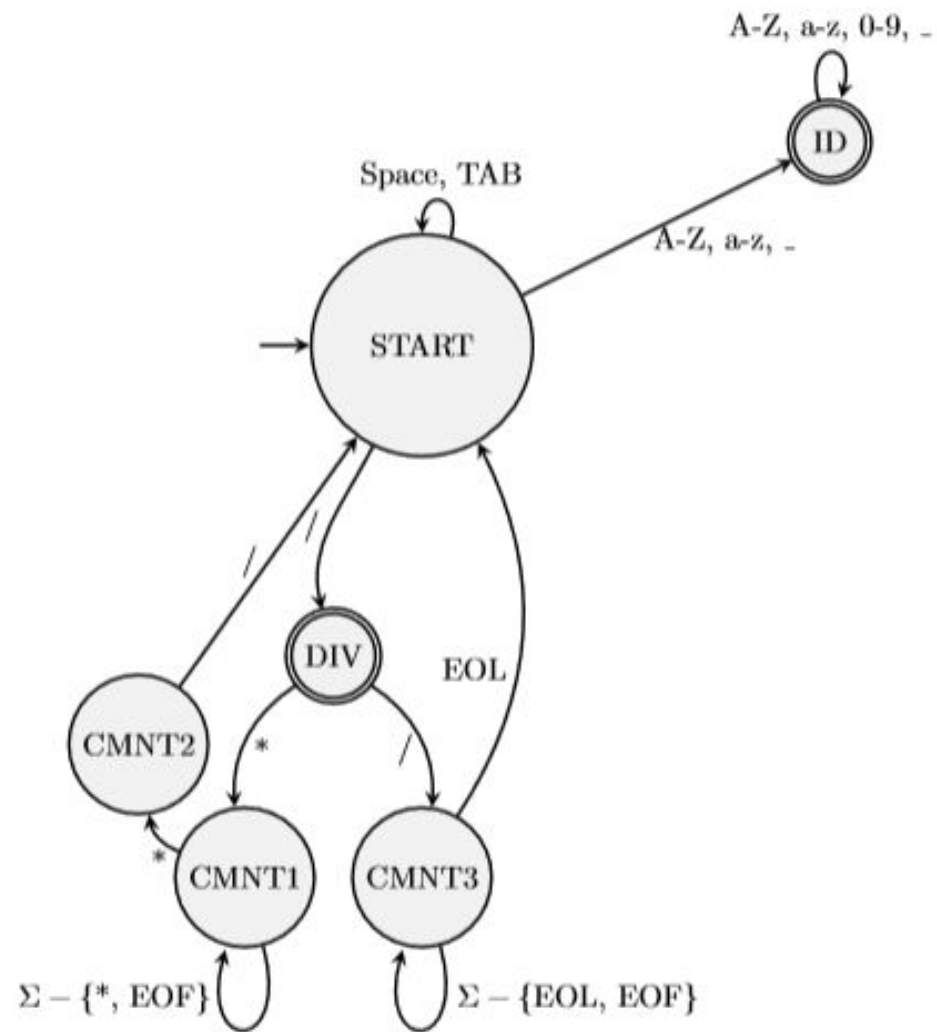 A-Z, a-z, 0-9, _
ID
Space, TAB
A-Z, a-z, _
START
/
/
DIV
EOL
CMNT2
*
/
*
CMNT1
CMNT3
Σ – {*, EOF}
Σ – {EOL, EOF}